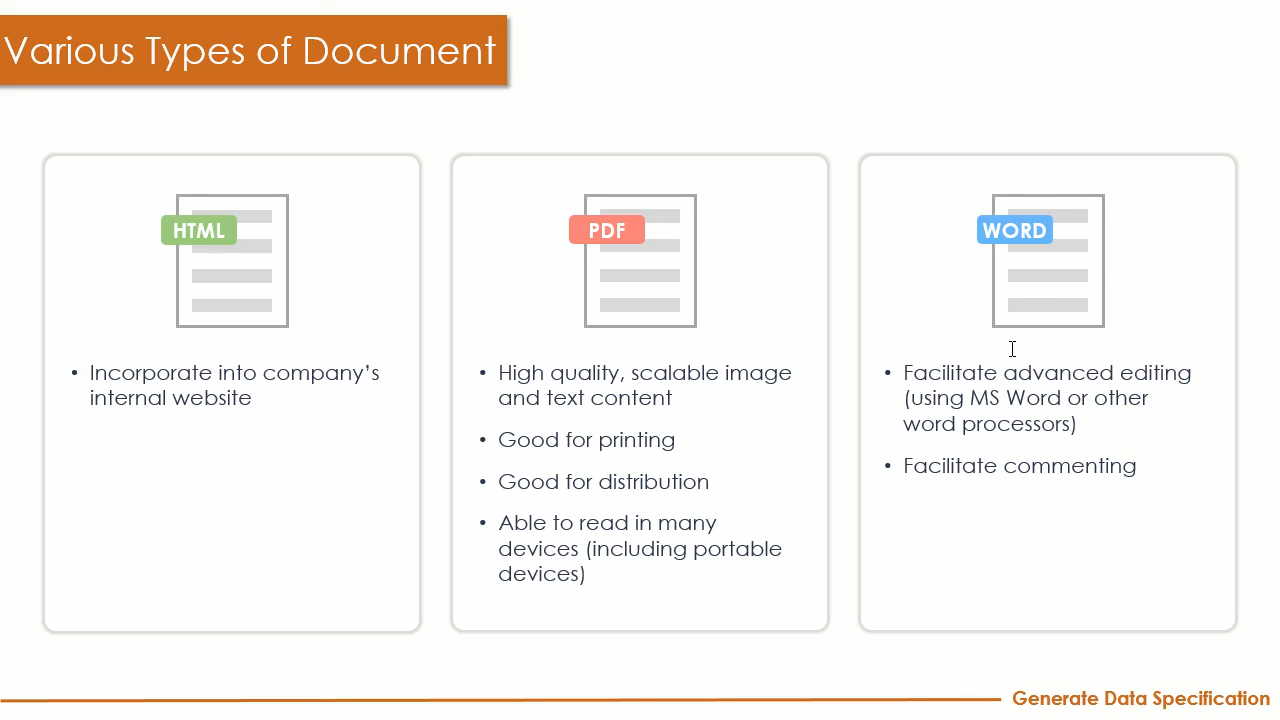 Various Types of Document
HTML
• Incorporate into company’s
internal website
PDF
• High quality, scalable image
and text content
• Good for printing
• Good for distribution
• Able to read in many
devices (including portable
devices)
WORD
• Facilitate advanced editing
(using MS Word or other
word processors)
• Facilitate commenting
Generate Data Specification